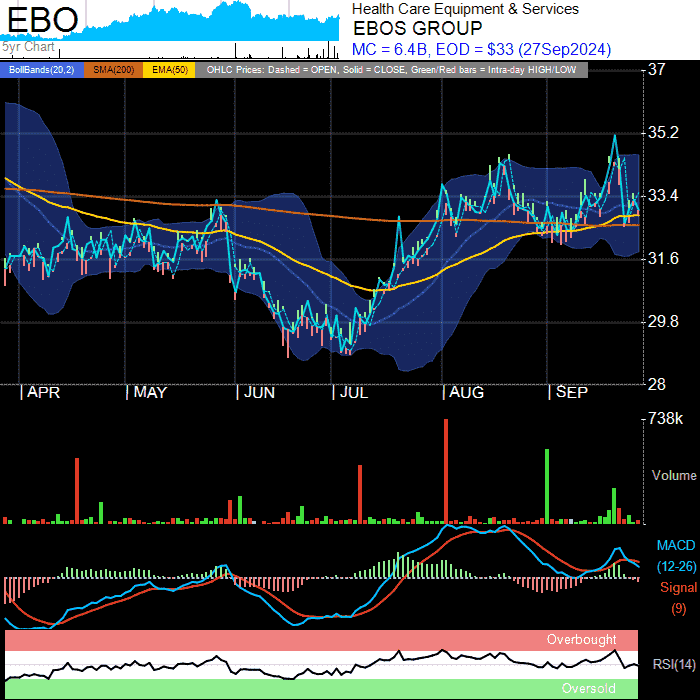 EBO
5yr Chart
Health Care Equipment & Services
EBOS GROUP
MC = 6.4B, EOD = $33 (27Sep2024)
BollBands(20,2) SMA(200) EMA(50) OHLC Prices: Dashed = OPEN, Solid = CLOSE, Green/Red bars = Intra-day HIGH/LOW
37
35.2
33.4
31.6
29.8
28
APR MAY JUN JUL AUG SEP
738k
Volume
MACD
(12-26)
Signal
(9)
Overbought
RSI(14)
Oversold